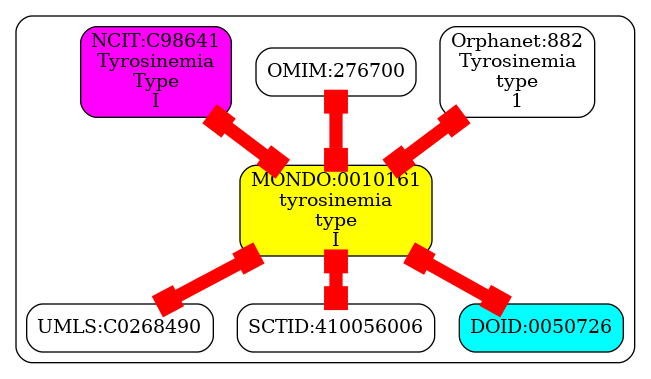 NCIT:C98641
Tyrosinemia
Type
I
OMIM:276700
Orphanet:882
Tyrosinemia
type
1
MONDO:0010161
tyrosinemia
type
I
UMLS:C0268490
SCTID:410056006
DOID:0050726